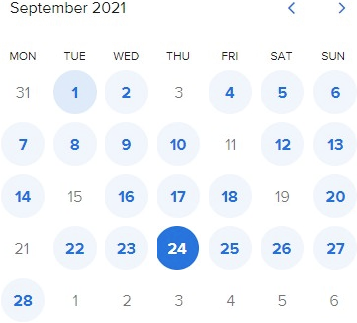 September 2021
MON TUE WED THU FRI SAT SUN
31 1 2 3 4 5 6
7 8 9 10 11 12 13
14 15 16 17 18 19 20
21 22 23 24 25 26 27
28 1 2 3 4 5 6